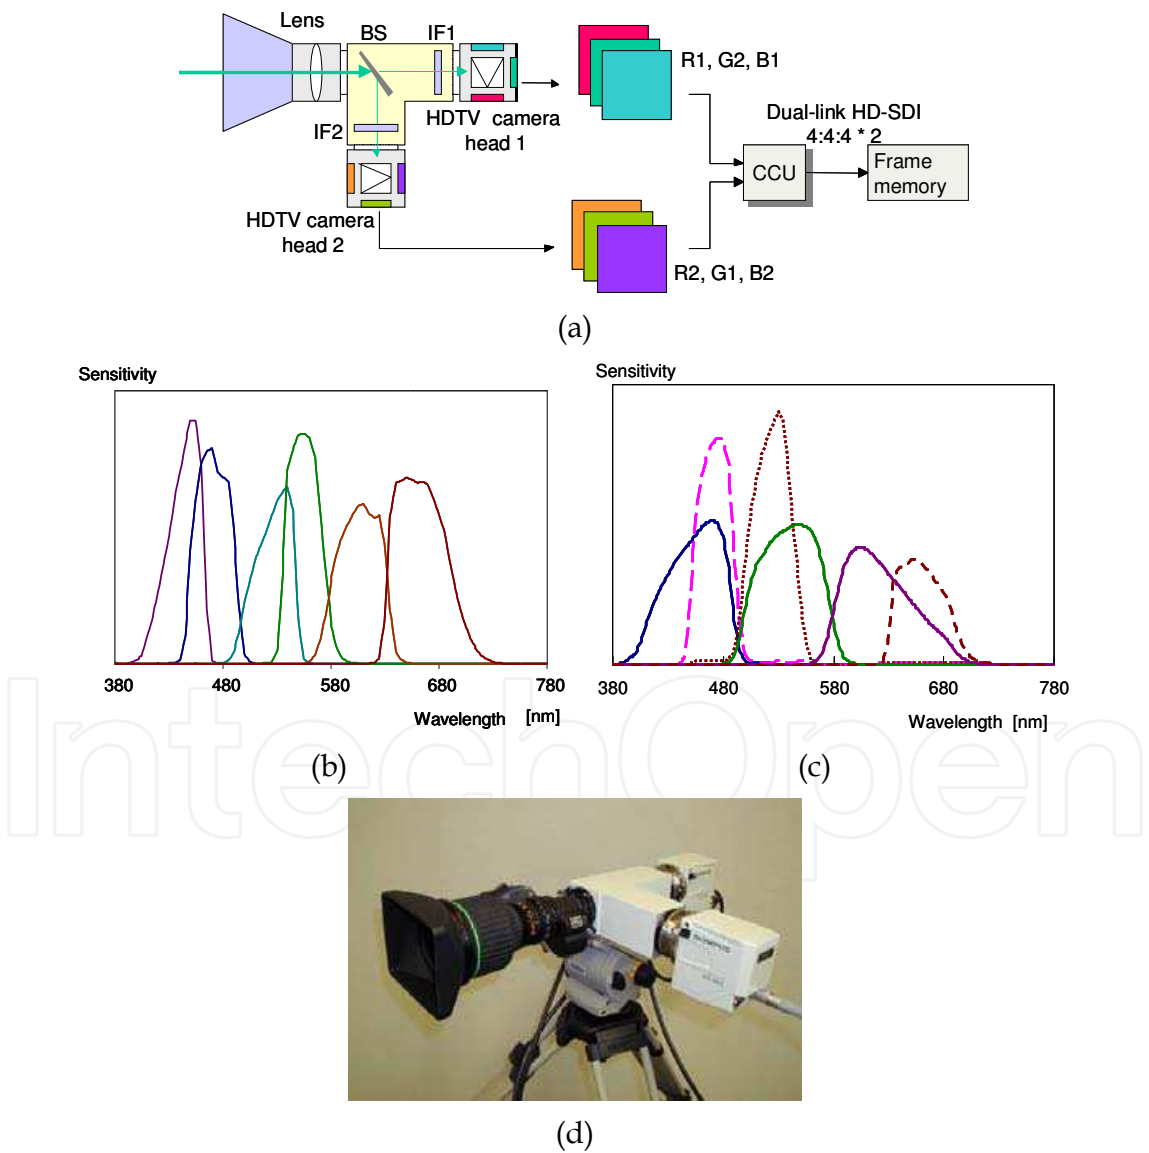 Lens
BS
IF1
R1, G2, B1
HDTV camera
head 1
IF2
Dual-link HD-SDI
4:4:4 * 2
CCU
Frame
memory
HDTV camera
head 2
R2, G1, B2
(a)
Sensitivity
380 480 580 680 780
Wavelength [nm]
(b)
Sensitivity
380 480 580 680 780
Wavelength [nm]
(c)
IntechOpen
OLYMPUS
(d)